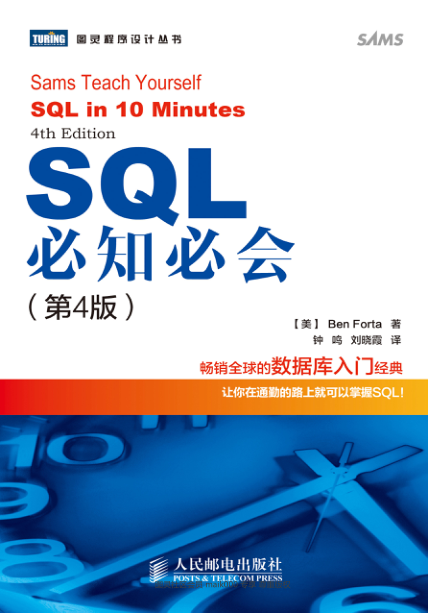 TURING 图灵程序设计丛书 SAMS
Sams Teach Yourself
SQL in 10 Minutes
4th Edition
SQL
必知必会
（第4版）
【美】 Ben Forta 著
钟 鸣 刘晓霞 译
畅销全球的数据库入门经典
让你在通勤的路上就可以掌握SQL！
人民邮电出版社
POSTS & TELECOM PRESS